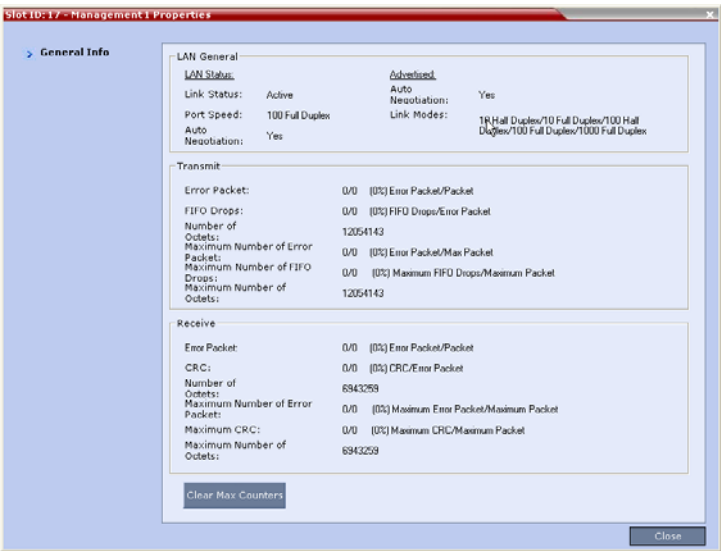 Slot ID: 17 - Management 1 Properties
General Info
LAN General
LAN Status:
Advertised:
Link Status: Active
Auto Negotiation: Yes
Port Speed: 100 Full Duplex
Link Modes: 10 Half Duplex/10 Full Duplex/100 Half Duplex/100 Full Duplex/1000 Full Duplex
Auto Negotiation: Yes
Transmit
Error Packet: 0/0 (0%) Error Packet/Packet
FIFO Drops: 0/0 (0%) FIFO Drops/Error Packet
Number of Octets: 12054143
Maximum Number of Error Packet: 0/0 (0%) Error Packet/Max Packet
Maximum Number of FIFO Drops: 0/0 (0%) Maximum FIFO Drops/Maximum Packet
Maximum Number of Octets: 12054143
Receive
Error Packet: 0/0 (0%) Error Packet/Packet
CRC: 0/0 (0%) CRC/Error Packet
Number of Octets: 6943259
Maximum Number of Error Packet: 0/0 (0%) Maximum Error Packet/Maximum Packet
Maximum CRC: 0/0 (0%) Maximum CRC/Maximum Packet
Maximum Number of Octets: 6943259
Clear Max Counters
Close